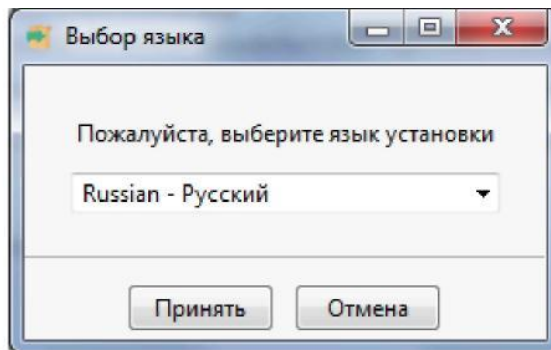 Выбор языка
Пожалуйста, выберите язык установки
Russian - Русский
Принять
Отмена